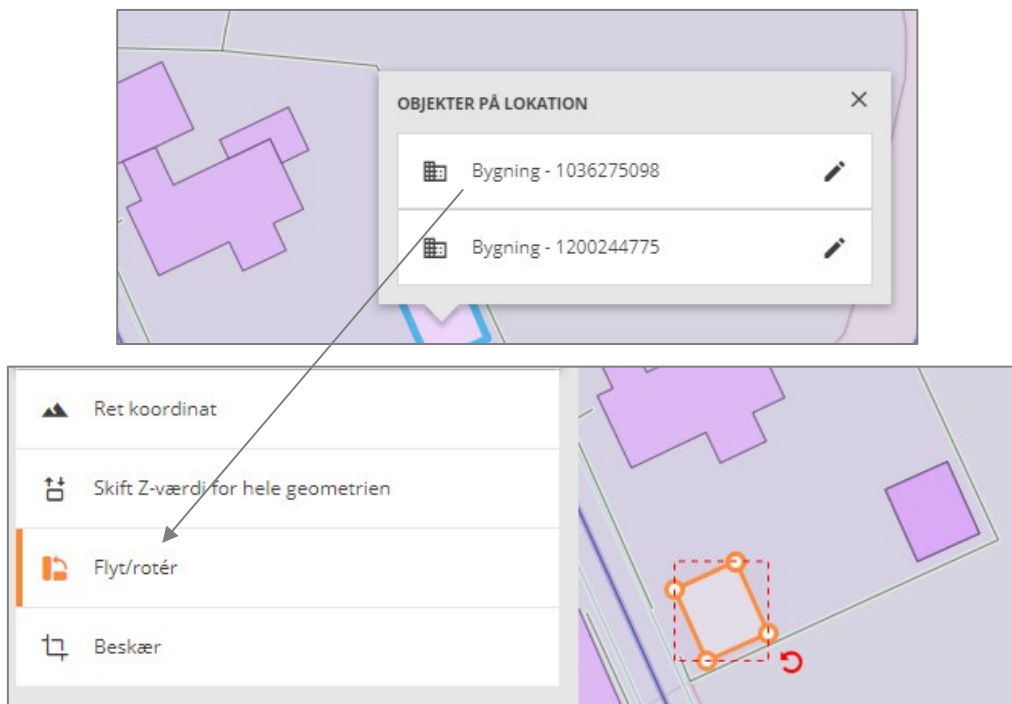 OBJEKTER PÅ LOKATION
Bygning - 1036275098
Bygning - 1200244775
Ret koordinat
Skift Z-værdi for hele geometrien
Flyt/rotér
Beskær